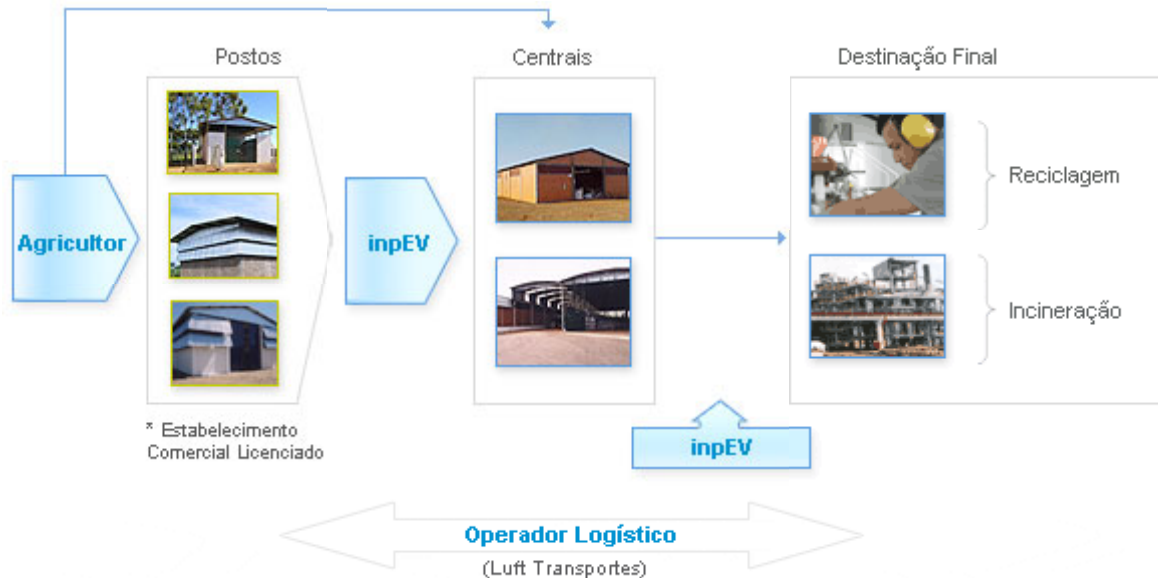 Postos
Centrais
Destinação Final
Agricultor
inpEV
Reciclagem
Incineração
* Estabelecimento
Comercial Licenciado
inpEV
Operador Logístico
(Luft Transportes)